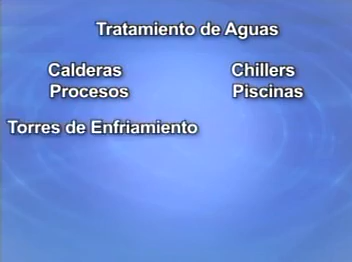 Tratamiento de Aguas
Calderas Chillers
Procesos Piscinas
Torres de Enfriamiento